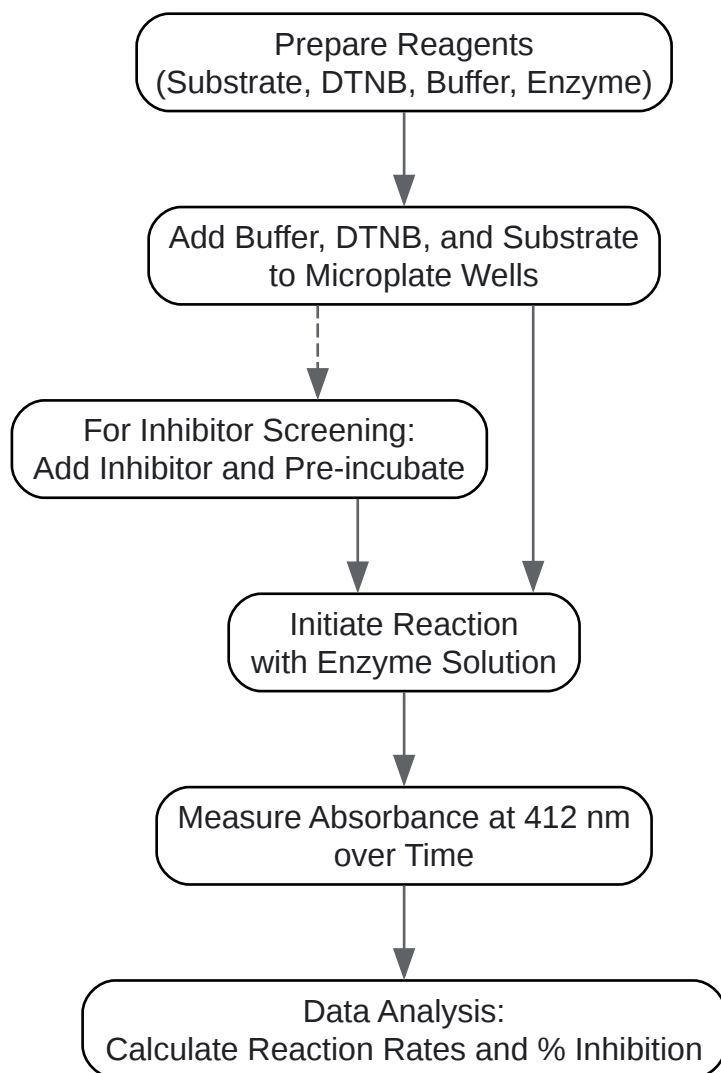 Prepare Reagents
(Substrate, DTNB, Buffer, Enzyme)
Add Buffer, DTNB, and Substrate
to Microplate Wells
For Inhibitor Screening:
Add Inhibitor and Pre-incubate
Initiate Reaction
with Enzyme Solution
Measure Absorbance at 412 nm
over Time
Data Analysis:
Calculate Reaction Rates and % Inhibition